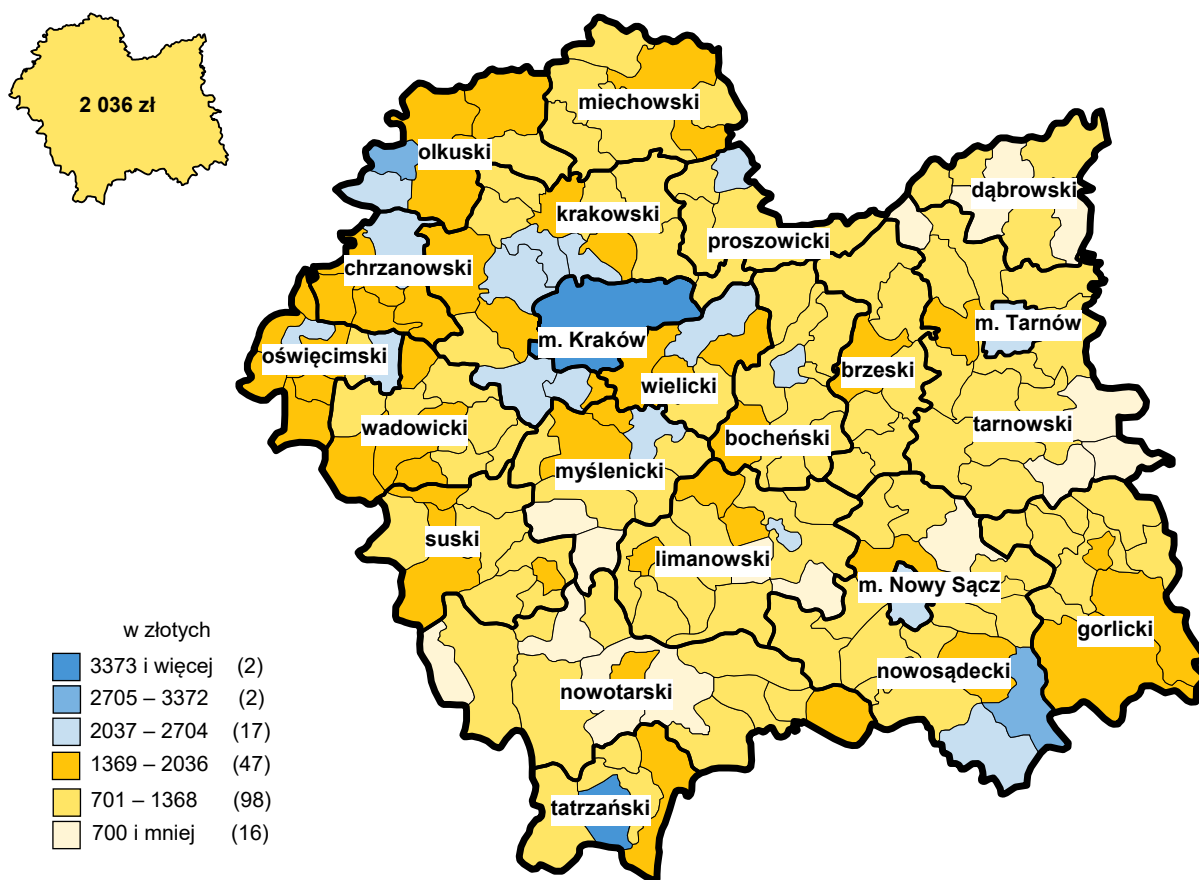 2 036 zł
miechowski
olkuski
dąbrowski
krakowski
proszowicki
chrzanowski
m. Tarnów
m. Kraków
oświęcimski
brzeski
wielicki
wadowicki
tarnowski
bocheński
myślenicki
suski
limanowski
m. Nowy Sącz
gorlicki
nowosądecki
nowotarski
tatrzański
w złotych
3373 i więcej (2)
2705 – 3372 (2)
2037 – 2704 (17)
1369 – 2036 (47)
701 – 1368 (98)
700 i mniej (16)